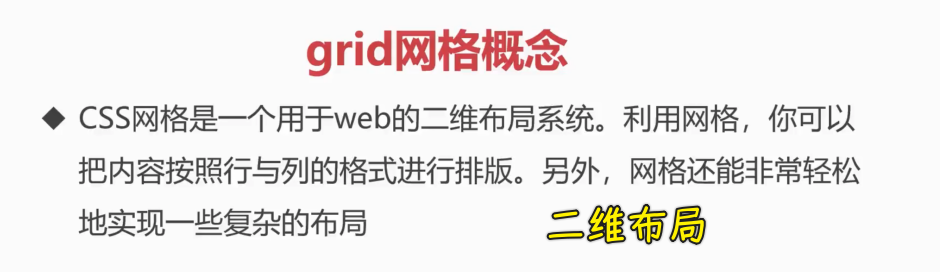 grid网格概念
◆ CSS网格是一个用于web的二维布局系统。利用网格，你可以
把内容按照行与列的格式进行排版。另外，网格还能非常轻松
地实现一些复杂的布局
二维布局